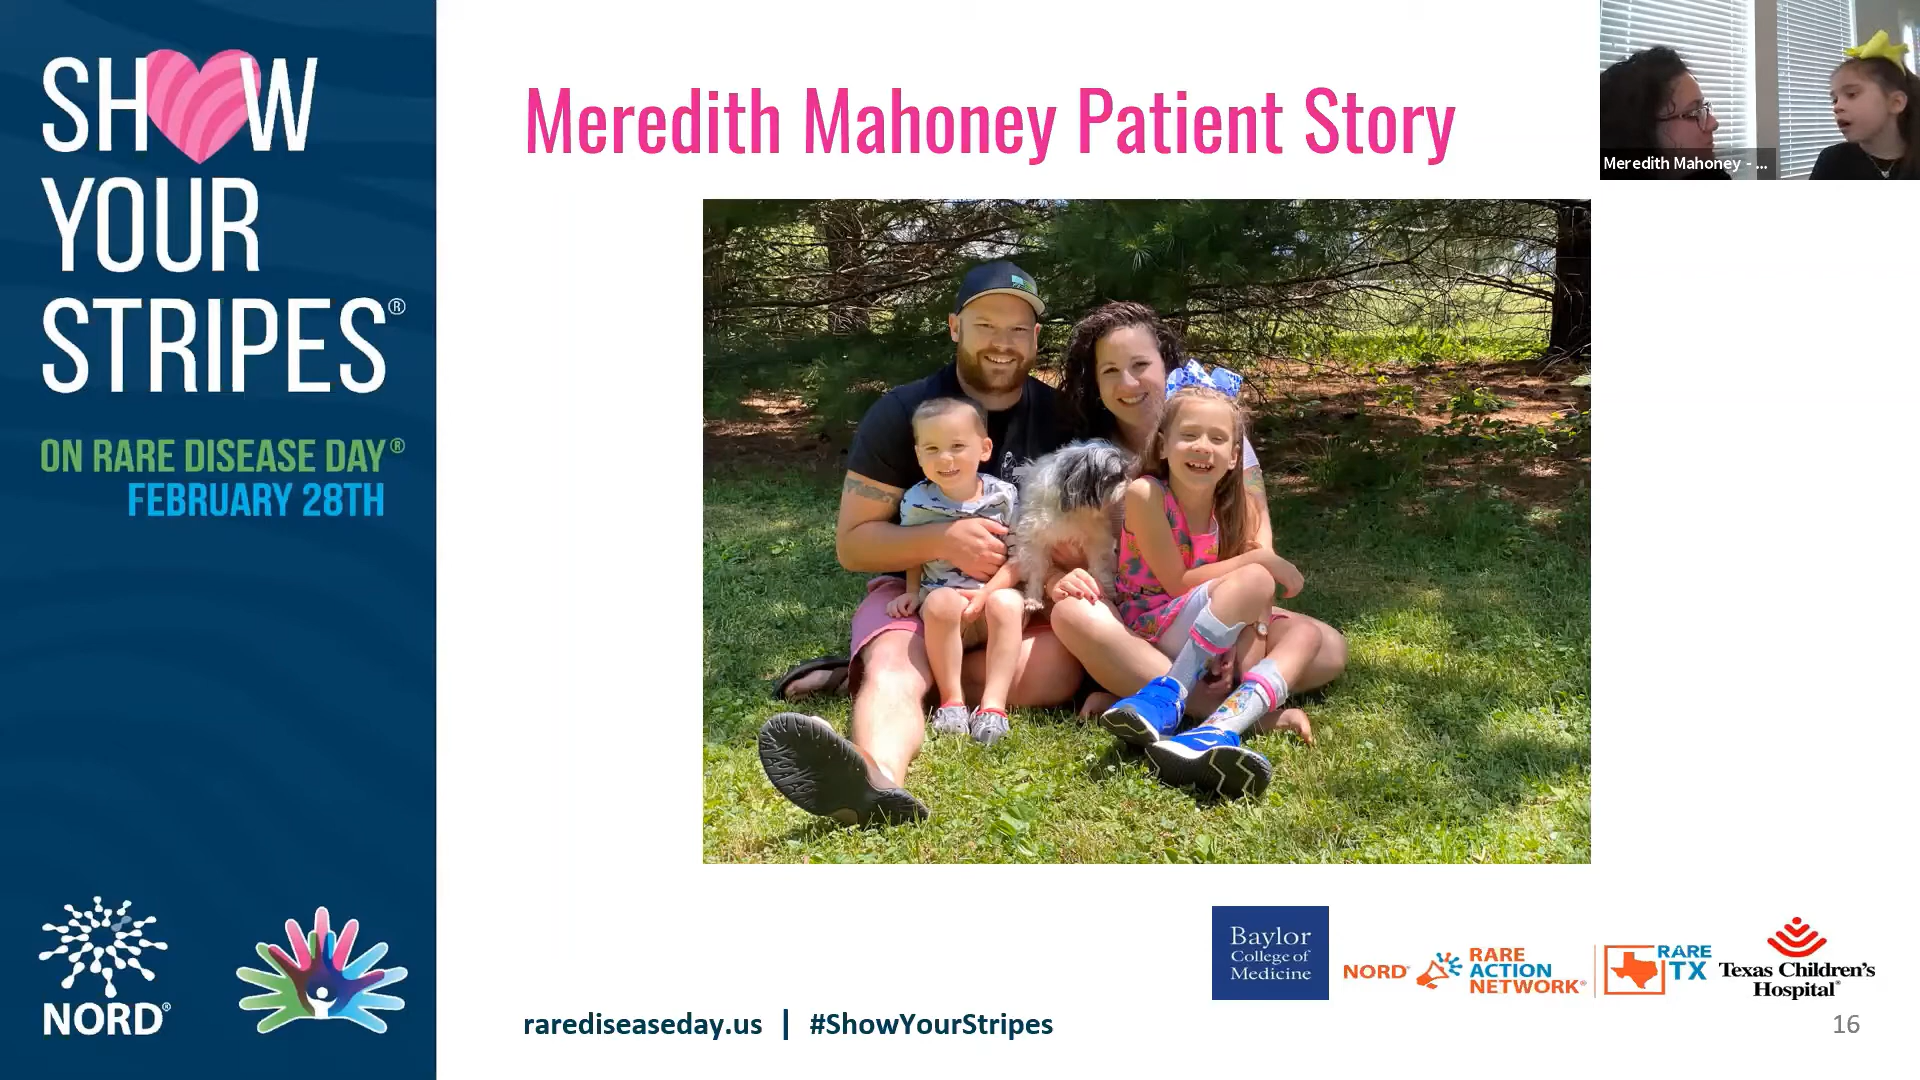 SHOW
YOUR
STRIPES®
ON RARE DISEASE DAY®
FEBRUARY 28TH
NORD®
Meredith Mahoney Patient Story
Meredith Mahoney - ...
Baylor
College of
Medicine
NORD®
RARE
ACTION
NETWORK®
RARE
TX
Texas Children's
Hospital®
rarediseaseday.us | #ShowYourStripes
16